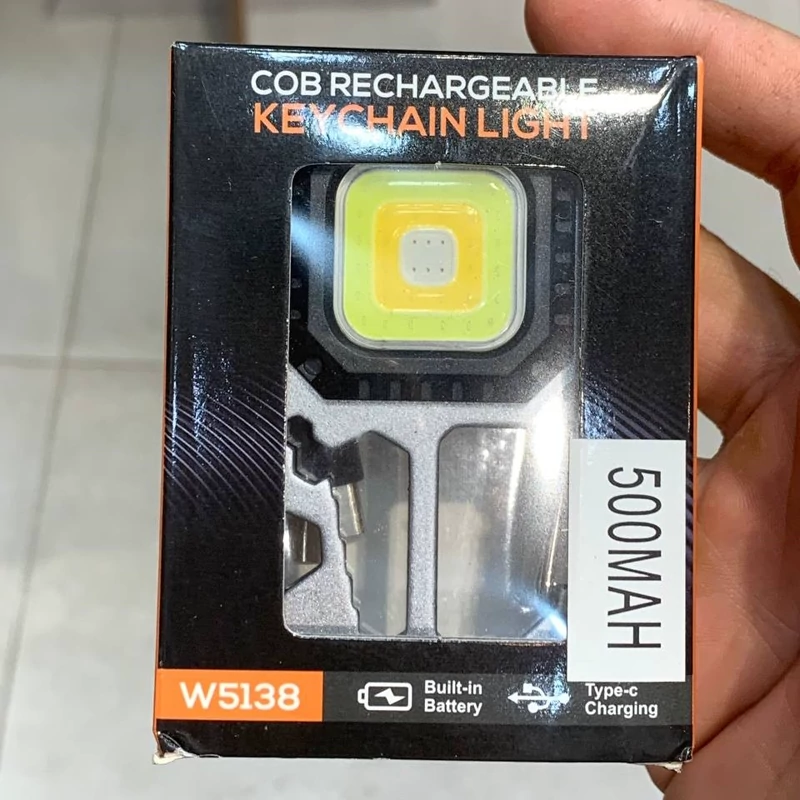 COB RECHARGEABLE
KEYCHAIN LIGHT
500MAH
W5138
Built-in
Battery
Type-c
Charging